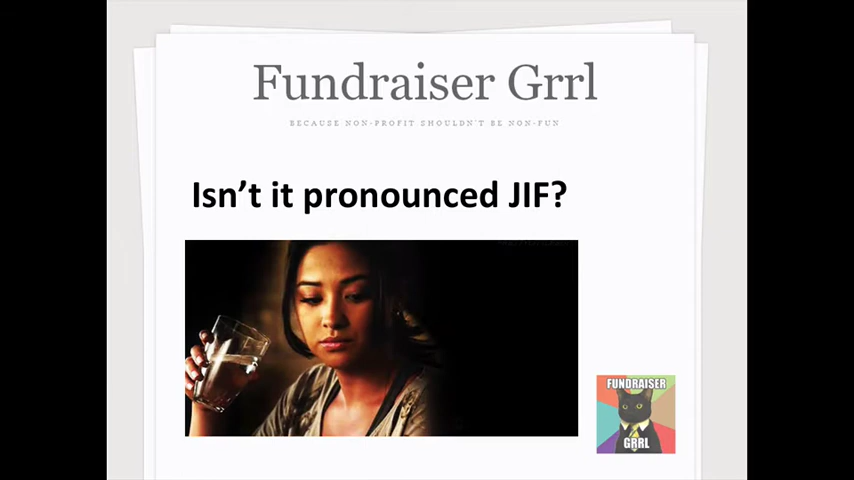 Fundraiser Grrl
BECAUSE NON-PROFIT SHOULDN'T BE NON-FUN
Isn't it pronounced JIF?
FUNDRAISER
GRRL